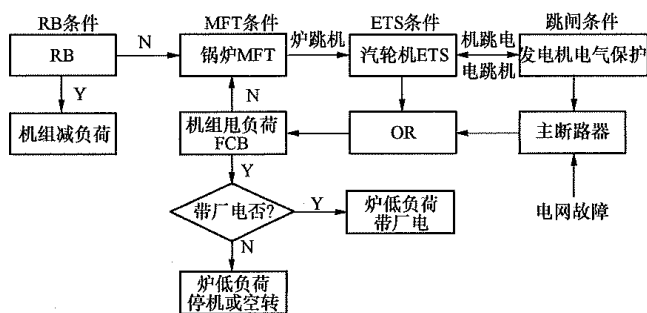 RB条件
MFT条件
ETS条件
跳闸条件
RB
N
锅炉MFT
炉跳机
汽轮机ETS
机跳电
电跳机
发电机电气保护
Y
N
机组减负荷
机组甩负荷
FCB
OR
主断路器
Y
带厂电否?
Y
炉低负荷
带厂电
电网故障
N
炉低负荷
停机或空转